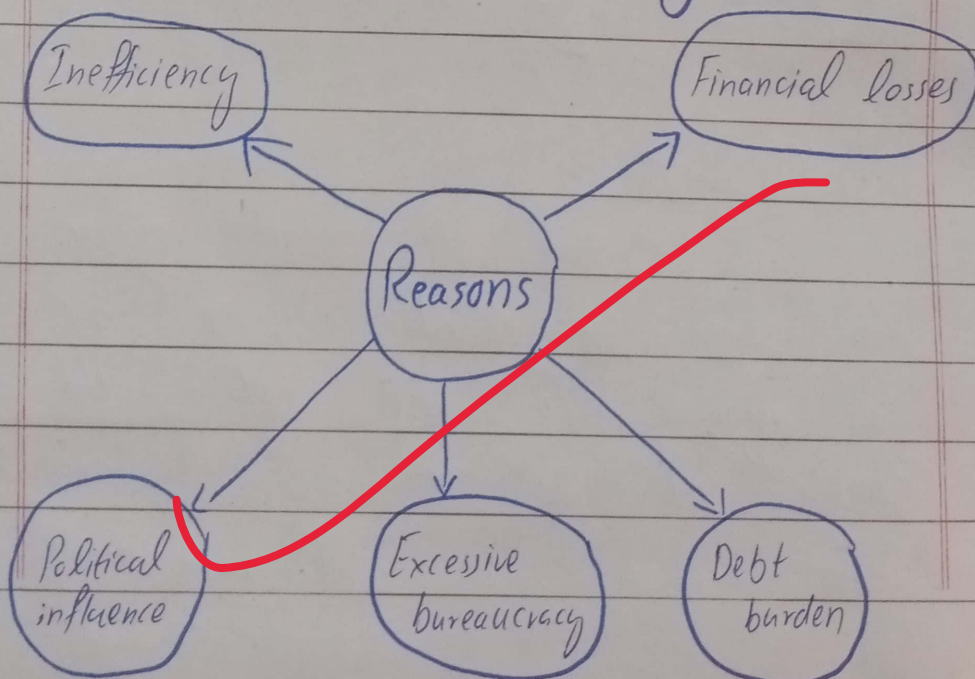 Inefficiency
Financial losses
Reasons
Political
influence
Excessive
bureaucracy
Debt
burden